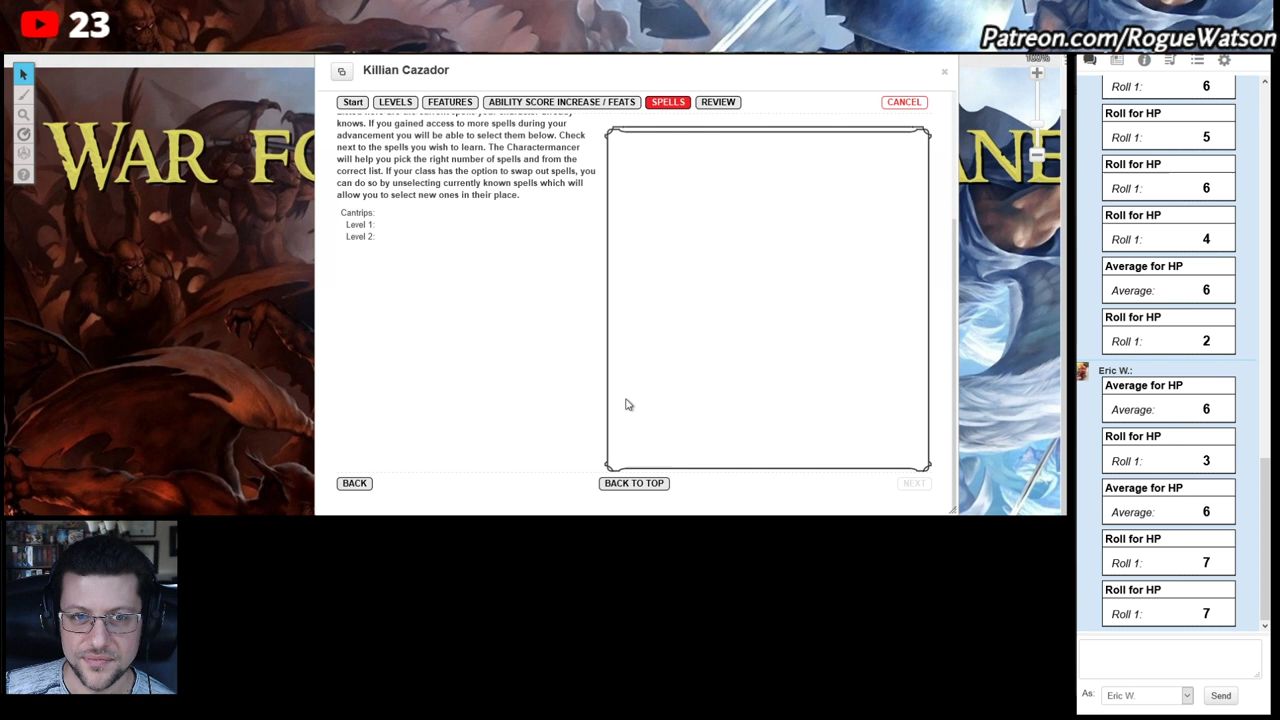 23
Patreon.com/RogueWatson
WAR FO
ANE
Killian Cazador
100%
Start
LEVELS
FEATURES
ABILITY SCORE INCREASE / FEATS
SPELLS
REVIEW
CANCEL
knows. If you gained access to more spells during your
advancement you will be able to select them below. Check
next to the spells you wish to learn. The Charactermancer
will help you pick the right number of spells and from the
correct list. If your class has the option to swap out spells, you
can do so by unselecting currently known spells which will
allow you to select new ones in their place.
Cantrips:
Level 1:
Level 2:
BACK
BACK TO TOP
NEXT
Roll 1: 6
Roll for HP
Roll 1: 5
Roll for HP
Roll 1: 6
Roll for HP
Roll 1: 4
Average for HP
Average: 6
Roll for HP
Roll 1: 2
Eric W.:
Average for HP
Average: 6
Roll for HP
Roll 1: 3
Average for HP
Average: 6
Roll for HP
Roll 1: 7
Roll for HP
Roll 1: 7
As: Eric W. Send